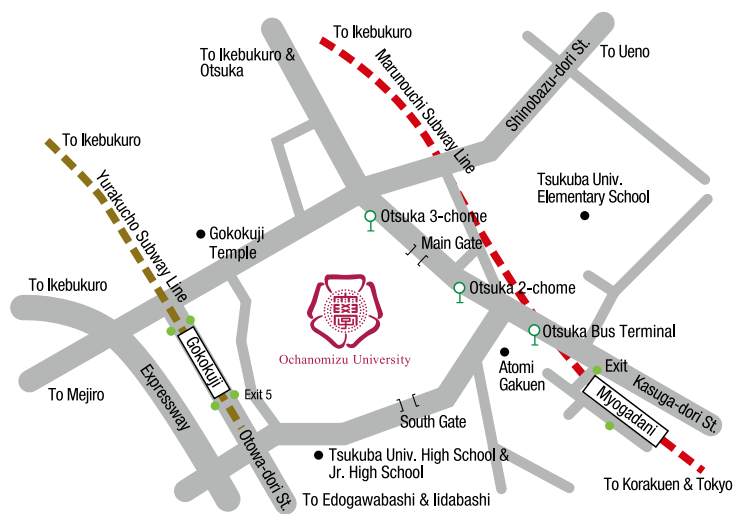 To Ikebukuro
To Ikebukuro &
Otsuka
Marunouchi Subway Line
Shinobazu-dori St.
To Ueno
To Ikebukuro
Yurakucho Subway Line
Tsukuba Univ.
Elementary School
Otsuka 3-chome
Gokokuji
Temple
Main Gate
To Ikebukuro
Otsuka 2-chome
Otsuka Bus Terminal
Ochanomizu University
Gokokuji
Atomi
Gakuen
Exit
Expressway
To Mejiro
Exit 5
Myogadani
Kasuga-dori St.
South Gate
Otowa-dori St.
Tsukuba Univ. High School &
Jr. High School
To Korakuen & Tokyo
To Edogawabashi & Iidabashi